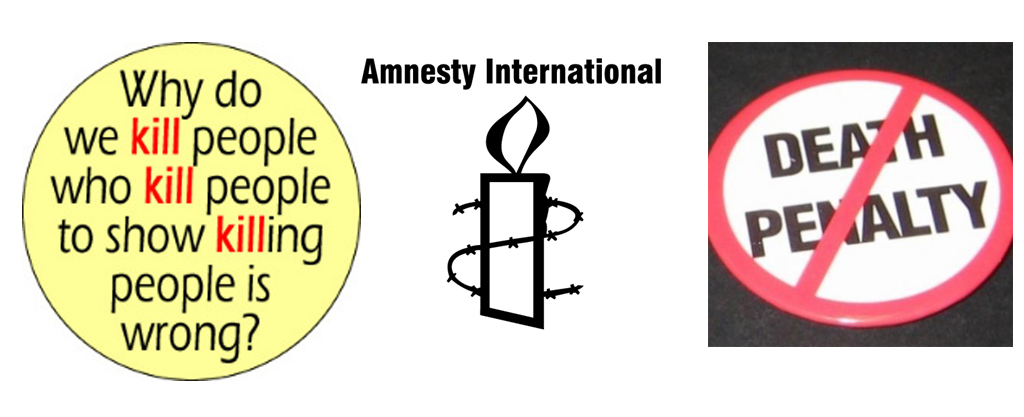 Why do
we kill people
who kill people
to show killing
people is
wrong?
Amnesty International
DEATH
PENALTY